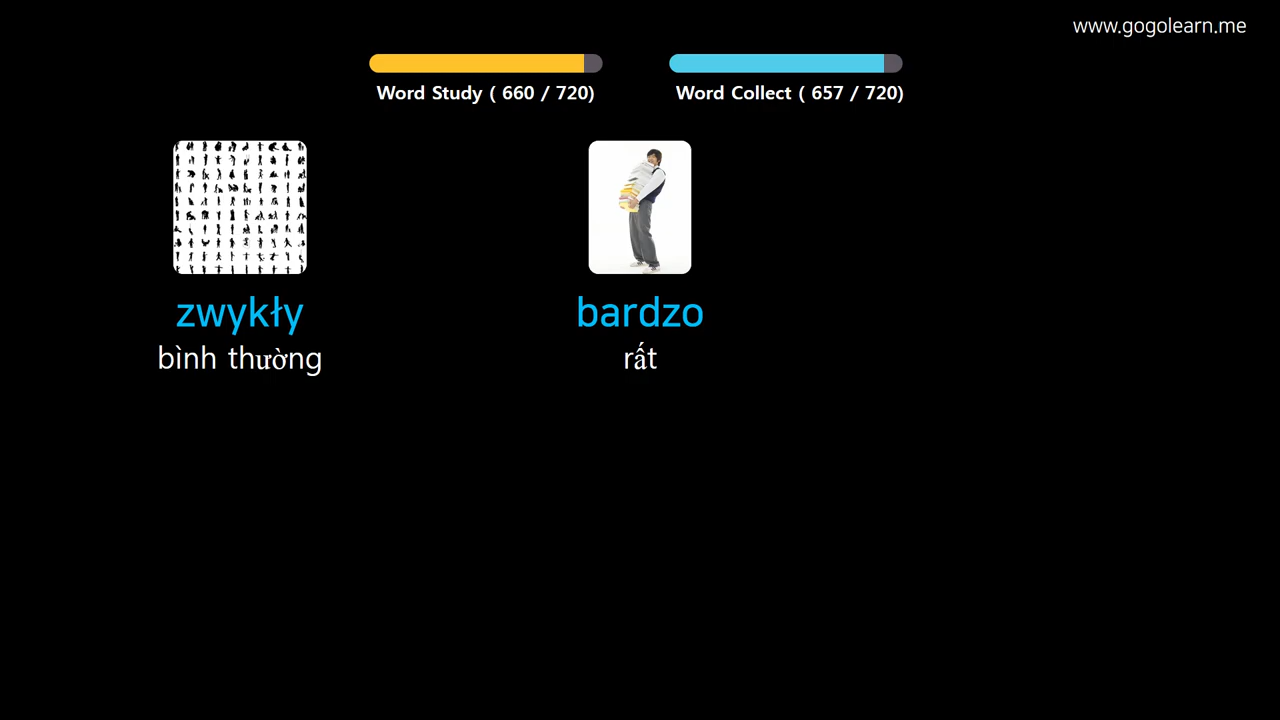 www.gogolearn.me
Word Study ( 660 / 720)
Word Collect ( 657 / 720)
zwykły
bình thường
bardzo
rất